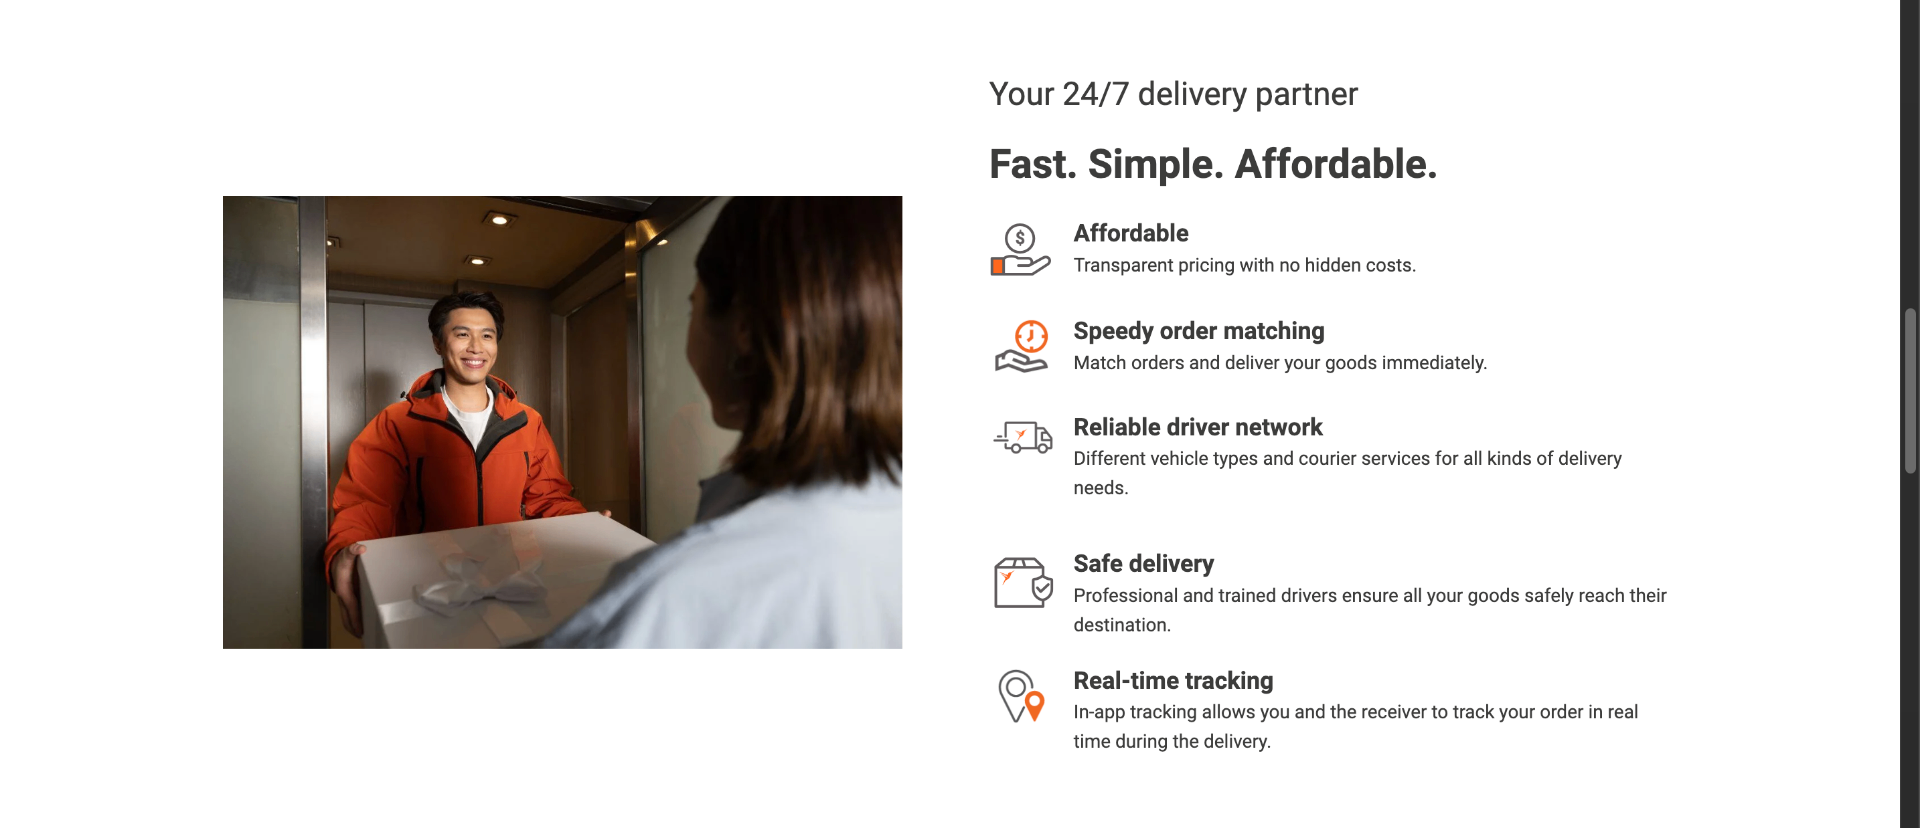 Your 24/7 delivery partner
Fast. Simple. Affordable.
$
Affordable
Transparent pricing with no hidden costs.
Speedy order matching
Match orders and deliver your goods immediately.
Reliable driver network
Different vehicle types and courier services for all kinds of delivery
needs.
Safe delivery
Professional and trained drivers ensure all your goods safely reach their
destination.
Real-time tracking
In-app tracking allows you and the receiver to track your order in real
time during the delivery.